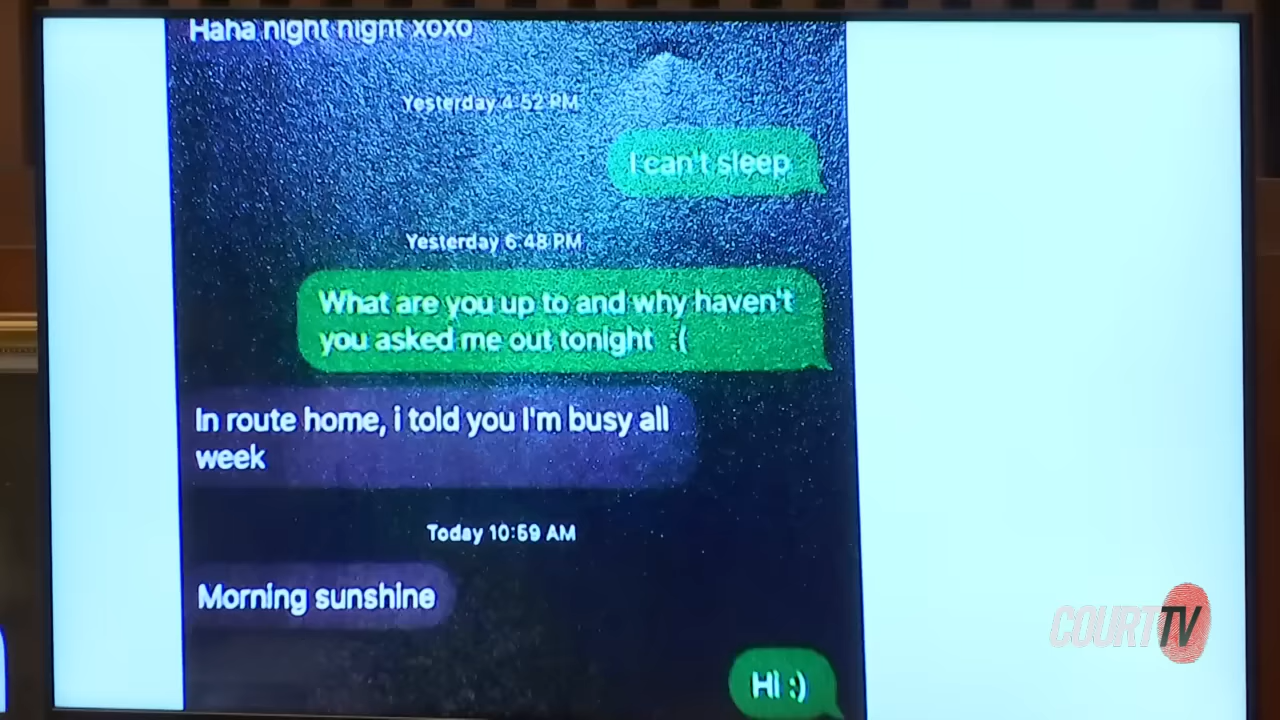 Haha night night xoxo
Yesterday 4:52 PM
I can't sleep
Yesterday 6:48 PM
What are you up to and why haven't
you asked me out tonight :(
In route home, i told you I'm busy all
week
Today 10:59 AM
Morning sunshine
Hi :)
COURT TV